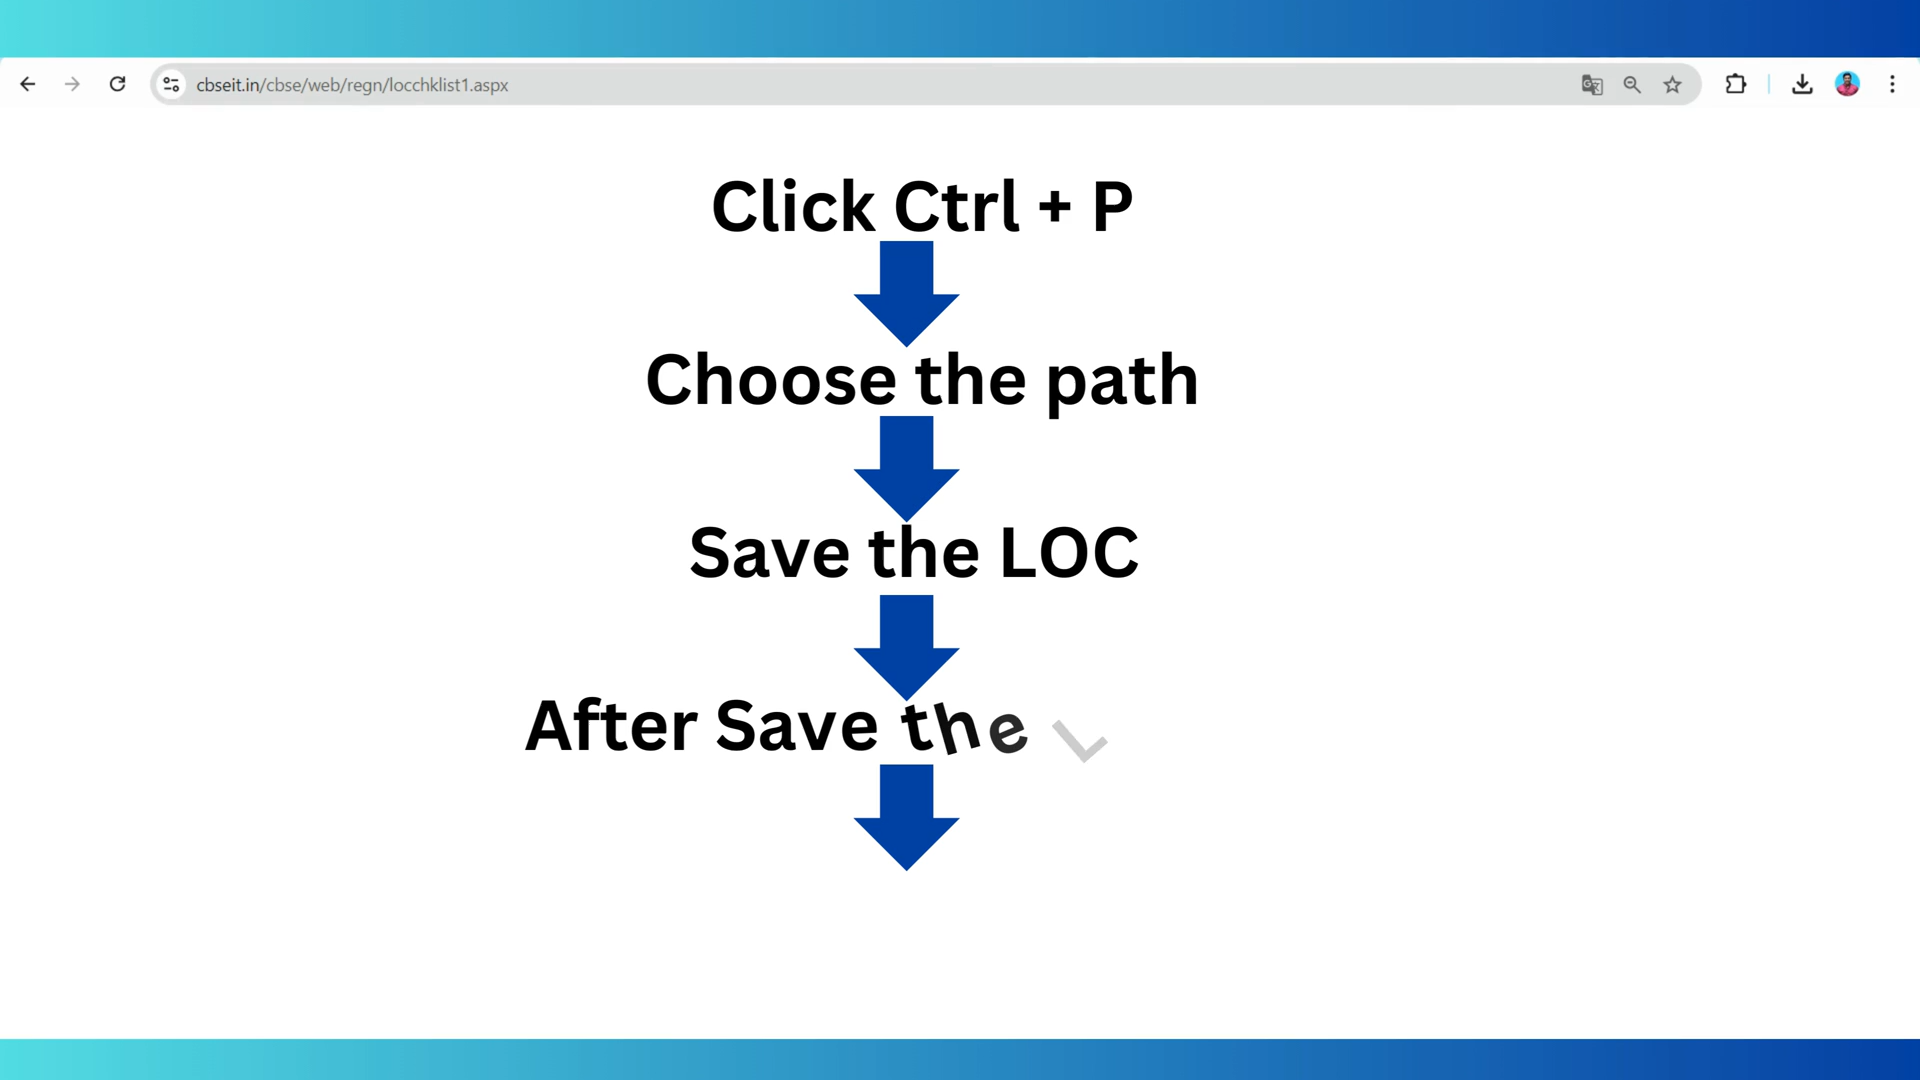 cbseit.in/cbse/web/regn/locchklist1.aspx
Click Ctrl + P
Choose the path
Save the LOC
After Save the L